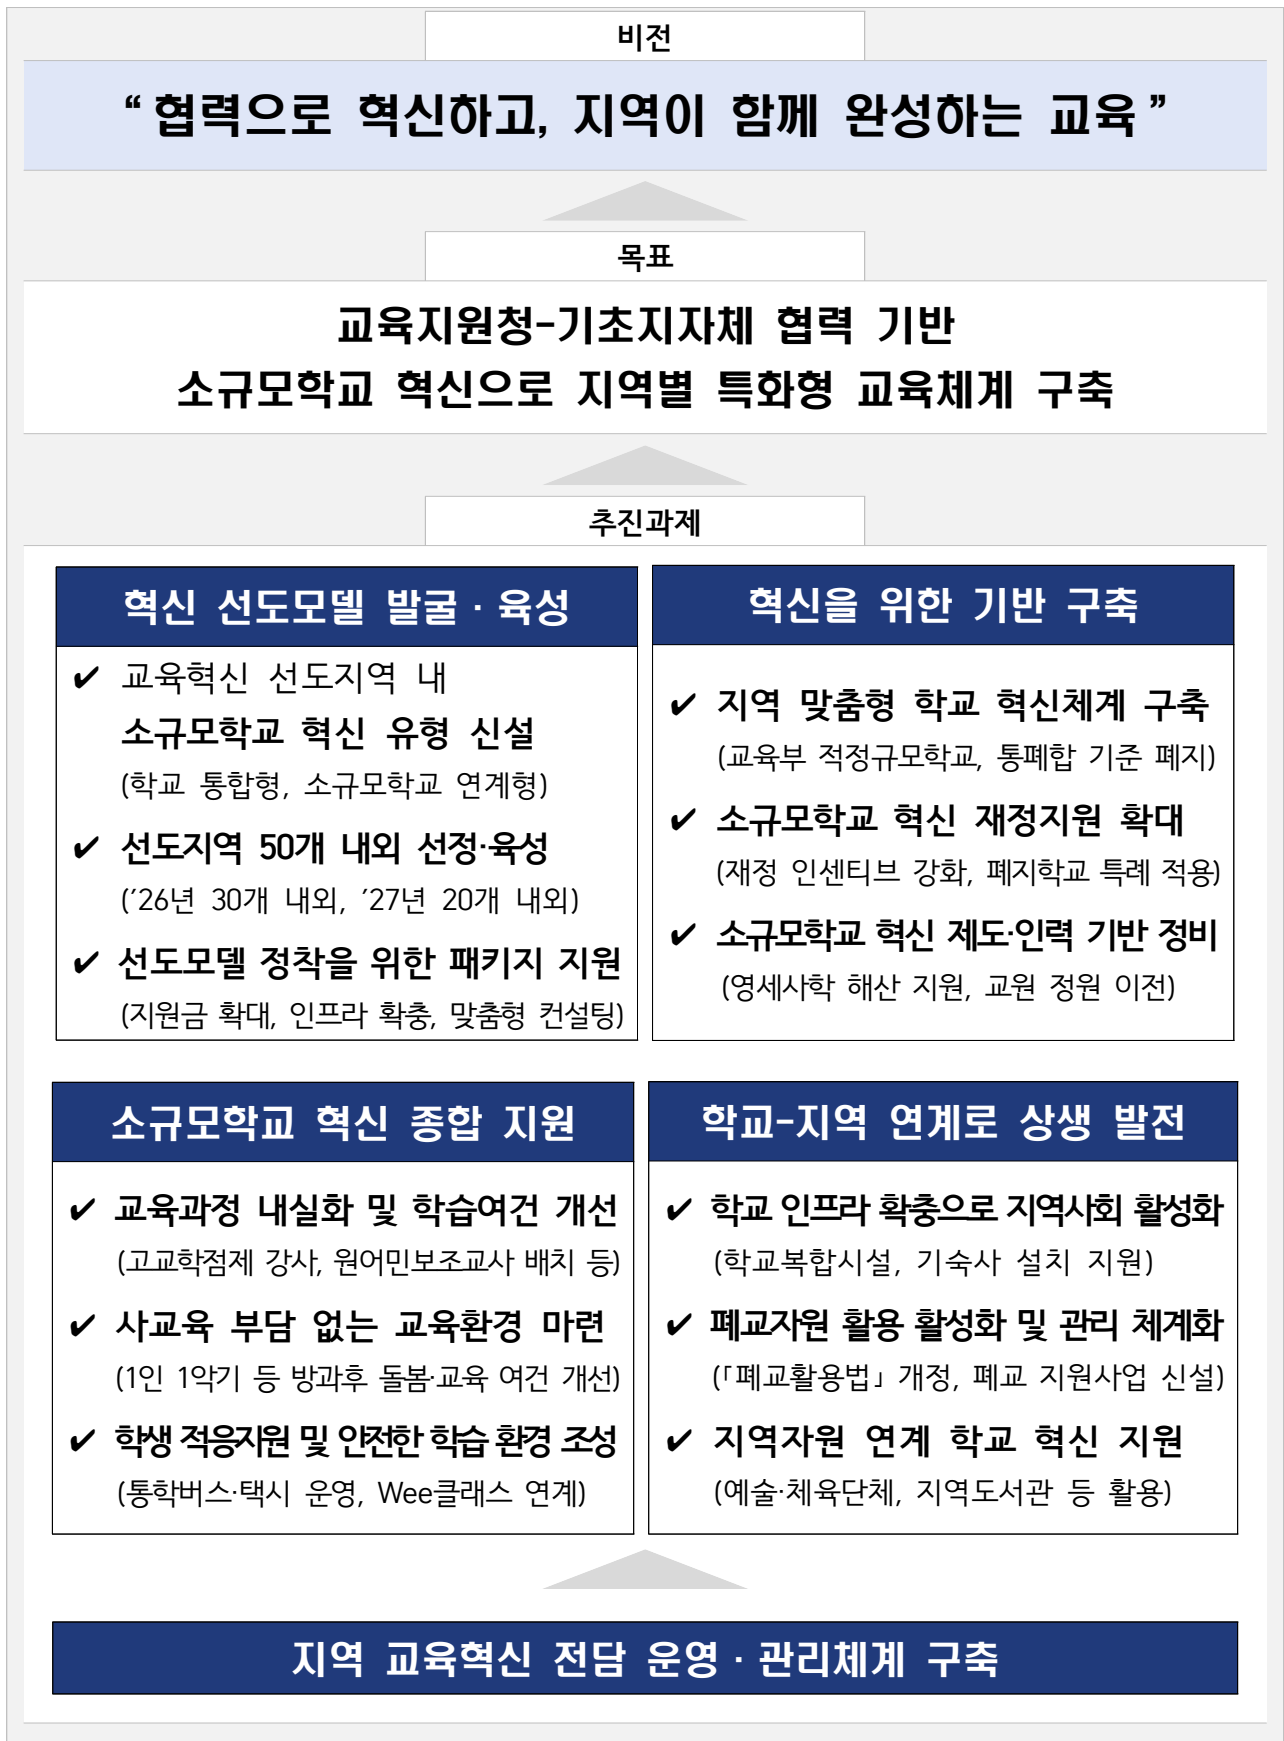 비전
“ 협력으로 혁신하고, 지역이 함께 완성하는 교육 ”
목표
교육지원청-기초지자체 협력 기반
소규모학교 혁신으로 지역별 특화형 교육체계 구축
추진과제
혁신 선도모델 발굴·육성
✔ 교육혁신 선도지역 내
소규모학교 혁신 유형 신설
(학교 통합형, 소규모학교 연계형)
✔ 선도지역 50개 내외 선정·육성
(’26년 30개 내외, ’27년 20개 내외)
✔ 선도모델 정착을 위한 패키지 지원
(지원금 확대, 인프라 확충, 맞춤형 컨설팅)
혁신을 위한 기반 구축
✔ 지역 맞춤형 학교 혁신체계 구축
(교육부 적정규모학교, 통폐합 기준 폐지)
✔ 소규모학교 혁신 재정지원 확대
(재정 인센티브 강화, 폐지학교 특례 적용)
✔ 소규모학교 혁신 제도·인력 기반 정비
(영세사학 해산 지원, 교원 정원 이전)
소규모학교 혁신 종합 지원
✔ 교육과정 내실화 및 학습여건 개선
(고교학점제 강사, 원어민보조교사 배치 등)
✔ 사교육 부담 없는 교육환경 마련
(1인 1악기 등 방과후 돌봄·교육 여건 개선)
✔ 학생 적응지원 및 안전한 학습 환경 조성
(통학버스·택시 운영, Wee클래스 연계)
학교-지역 연계로 상생 발전
✔ 학교 인프라 확충으로 지역사회 활성화
(학교복합시설, 기숙사 설치 지원)
✔ 폐교자원 활용 활성화 및 관리 체계화
(「폐교활용법」 개정, 폐교 지원사업 신설)
✔ 지역자원 연계 학교 혁신 지원
(예술·체육단체, 지역도서관 등 활용)
지역 교육혁신 전담 운영·관리체계 구축